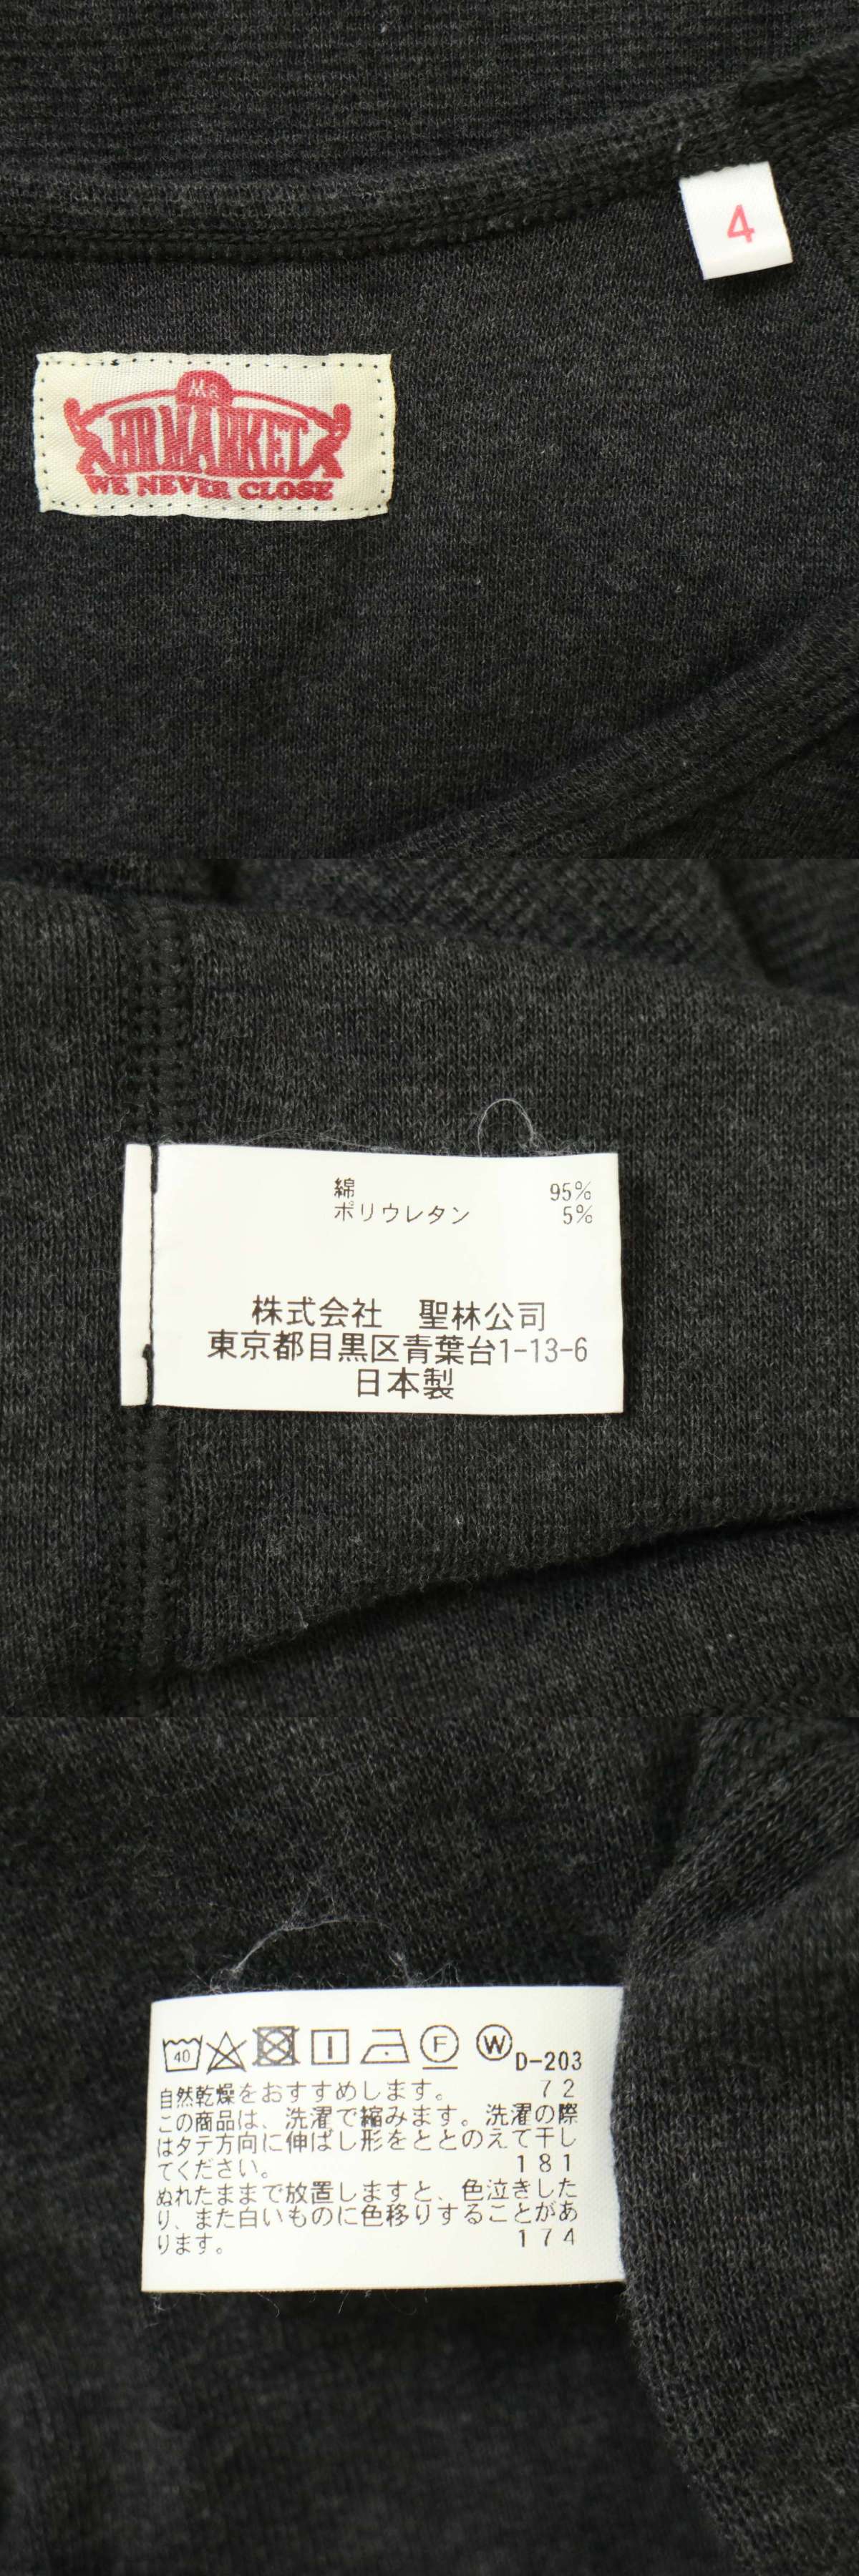 4
MR
HR MARKET
WE NEVER CLOSE
綿 95%
ポリウレタン 5%
株式会社 聖林公司
東京都目黒区青葉台1-13-6
日本製
40 F W D-203
自然乾燥をおすすめします。 72
この商品は、洗濯で縮みます。洗濯の際
はタテ方向に伸ばし形をととのえて干し
てください。 181
ぬれたままで放置しますと、色泣きした
り、また白いものに色移りすることがあ
ります。 174